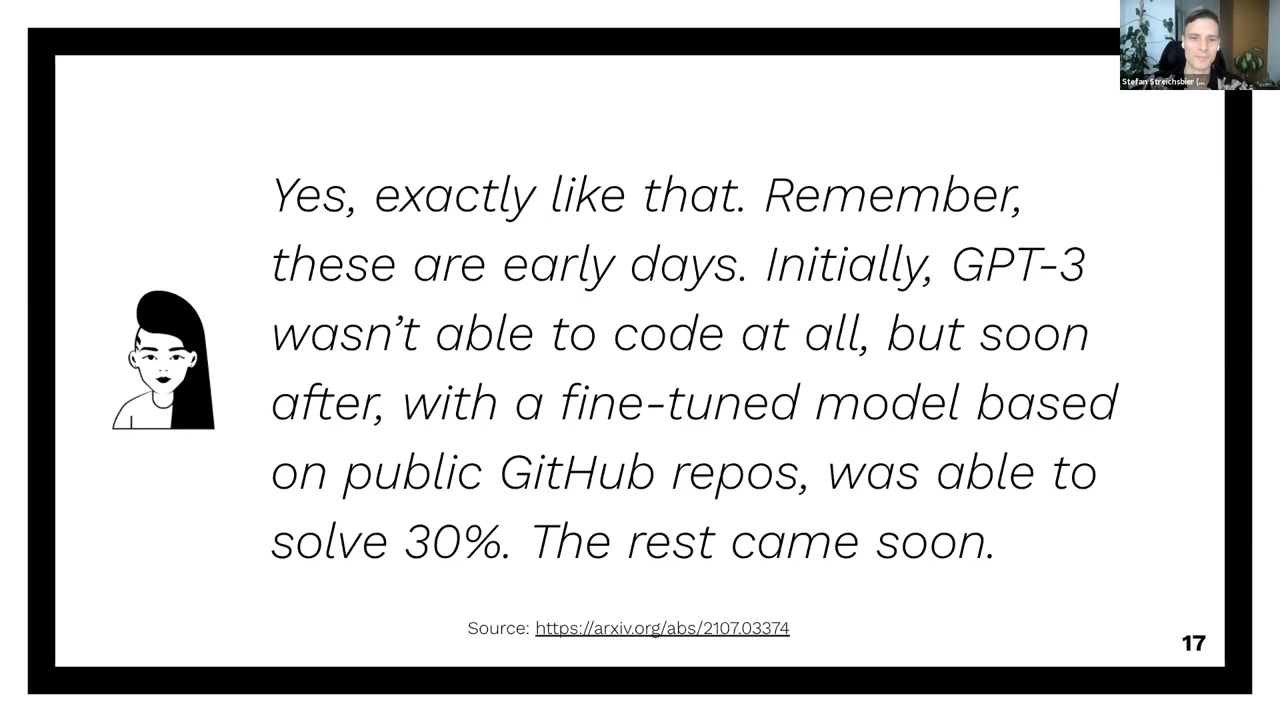 Stefan Streichsbier (...
Yes, exactly like that. Remember,
these are early days. Initially, GPT-3
wasn’t able to code at all, but soon
after, with a fine-tuned model based
on public GitHub repos, was able to
solve 30%. The rest came soon.
Source: https://arxiv.org/abs/2107.03374
17